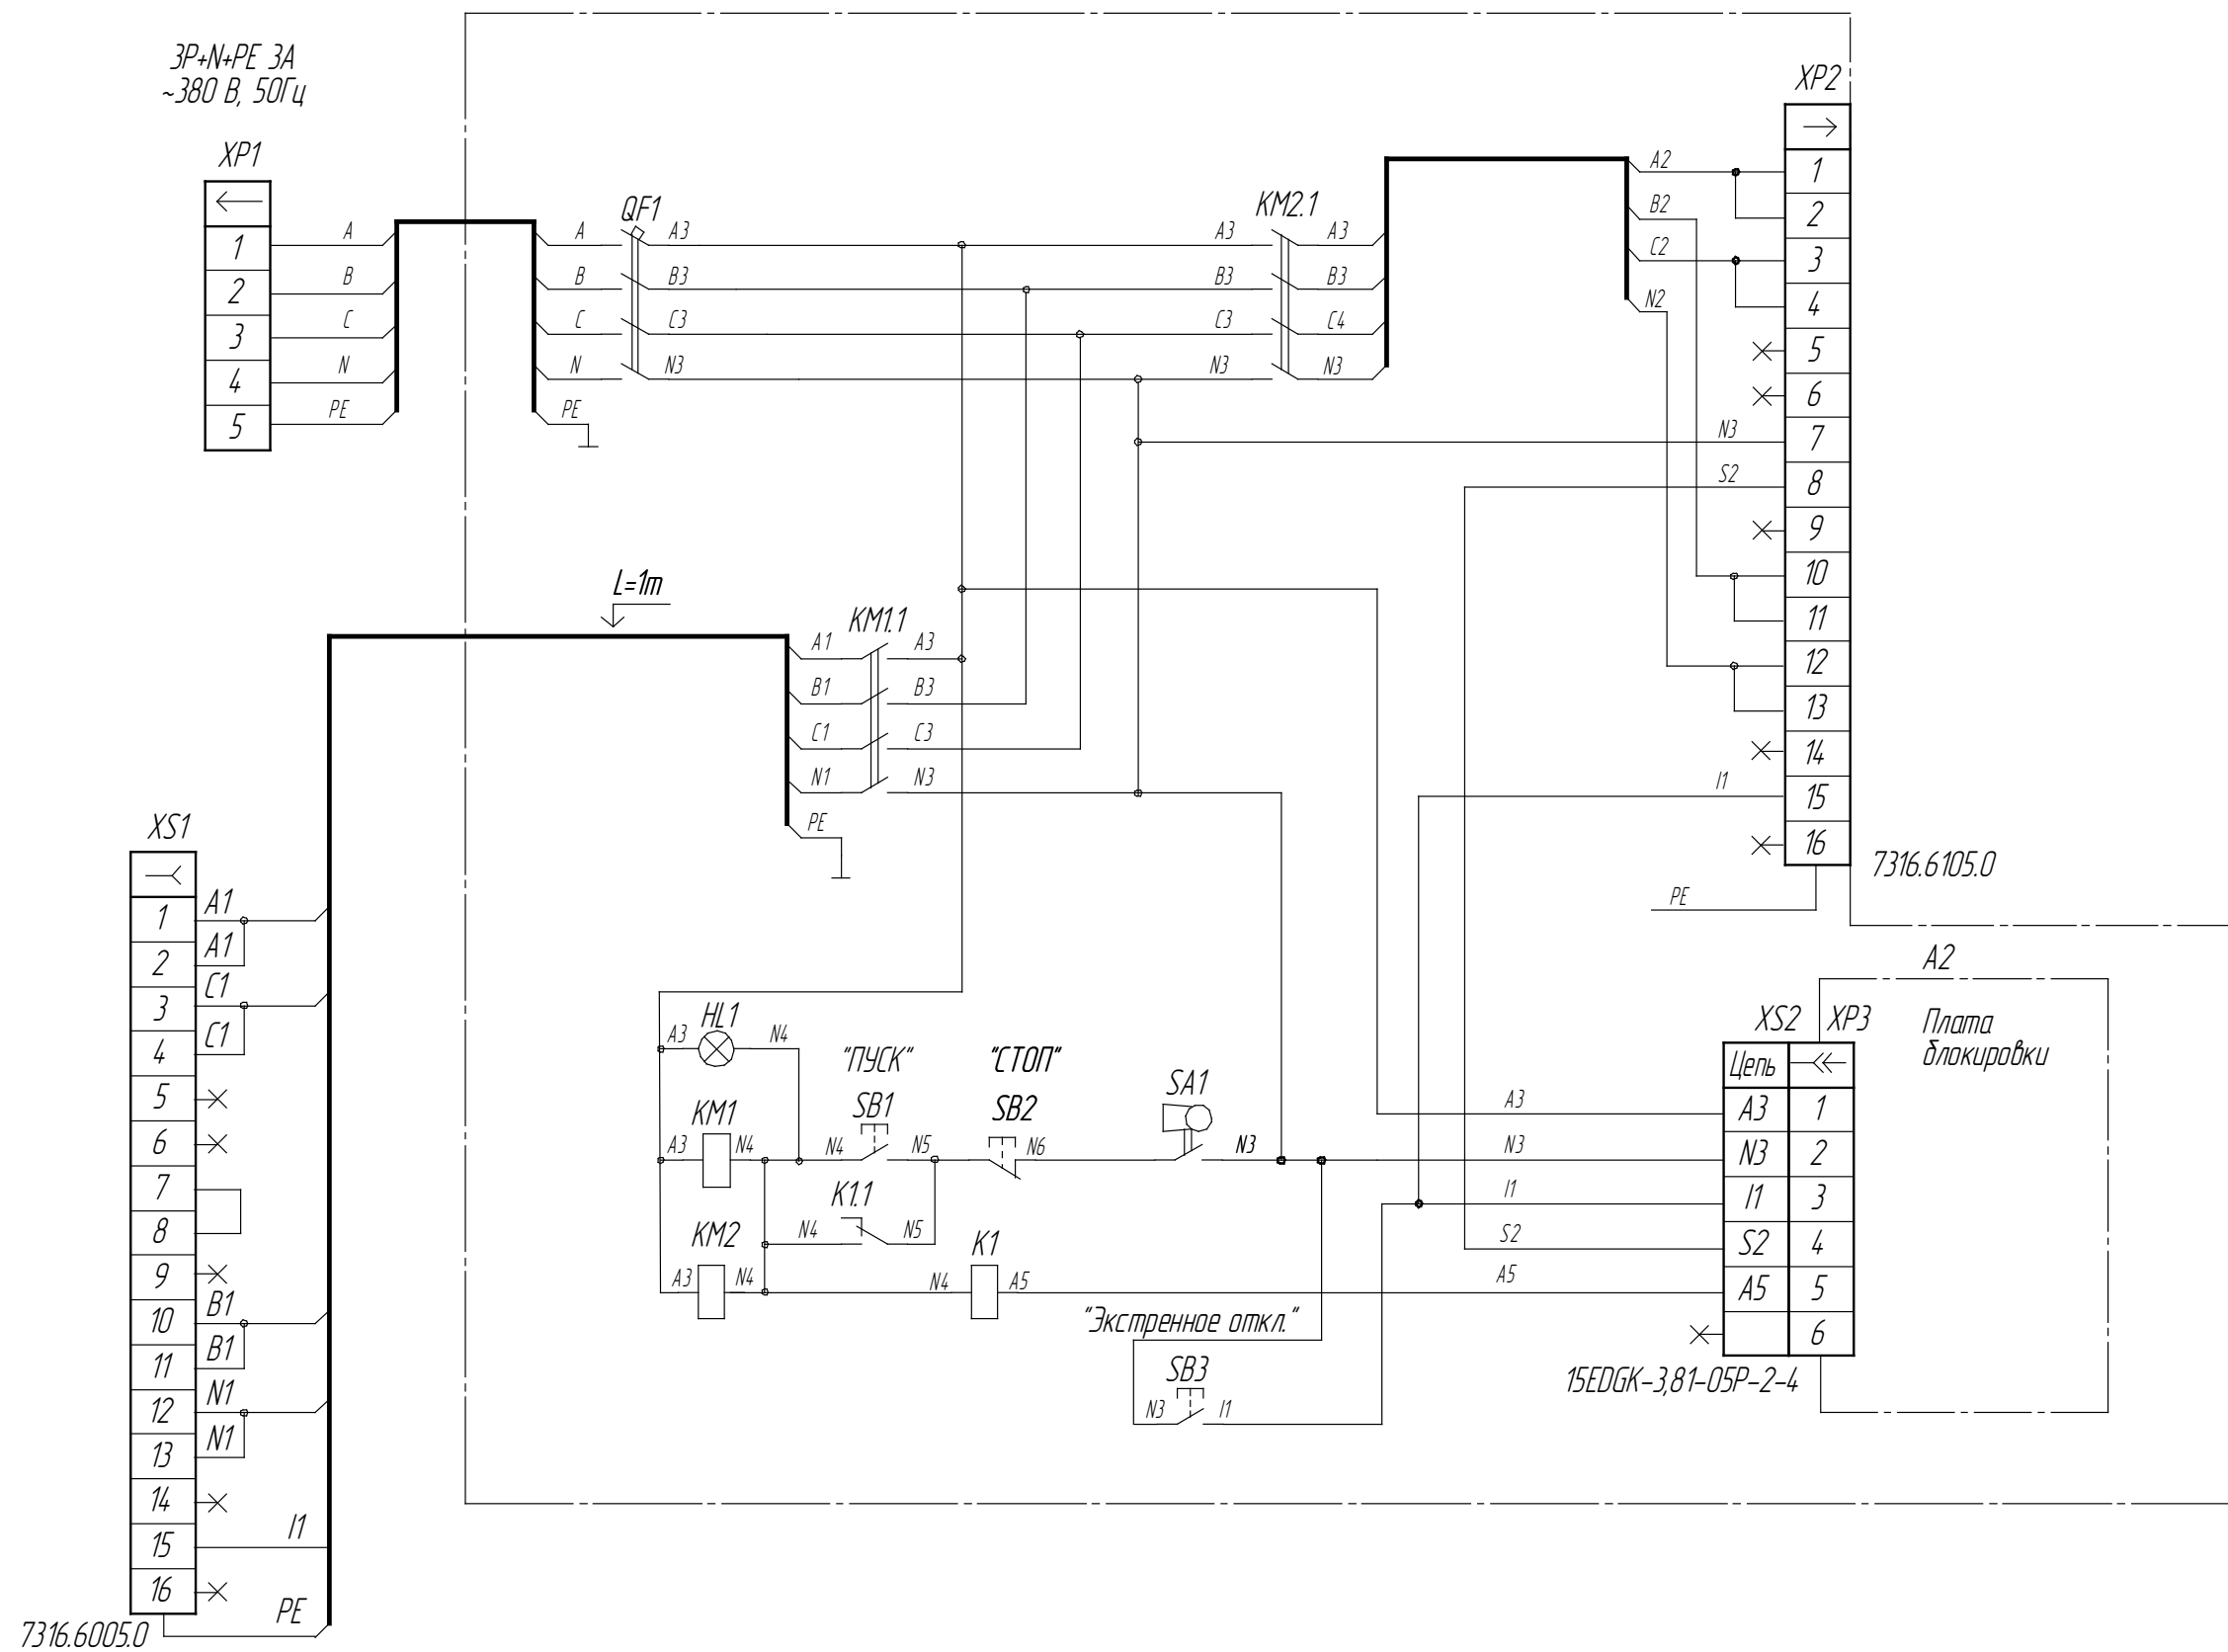 3P+N+PE 3А
~380 В, 50Гц
XP1
1
2
3
4
5
A
B
C
N
PE
A
B
C
N
PE
QF1
A3
B3
C3
N3
A3
B3
C3
N3
KM2.1
A3
B3
C4
N3
XP2
A2
B2
C2
N2
N3
S2
I1
PE
1
2
3
4
5
6
7
8
9
10
11
12
13
14
15
16
7316.6105.0
L=1m
KM1.1
A1
B1
C1
N1
PE
A3
B3
C3
N3
XS1
1
2
3
4
5
6
7
8
9
10
11
12
13
14
15
16
A1
A1
C1
C1
B1
B1
N1
N1
I1
PE
7316.6005.0
HL1
A3
N4
"ПУСК"
"СТОП"
KM1
SB1
SB2
SA1
A3
N4
N4
N5
N6
N3
K1.1
N4
N5
KM2
K1
A3
N4
N4
A5
"Экстренное откл."
SB3
N3
I1
A3
N3
I1
S2
A5
A2
XS2
XP3
Плата
блокировки
Цепь
A3 1
N3 2
I1 3
S2 4
A5 5
6
15EDGK-3,81-05P-2-4